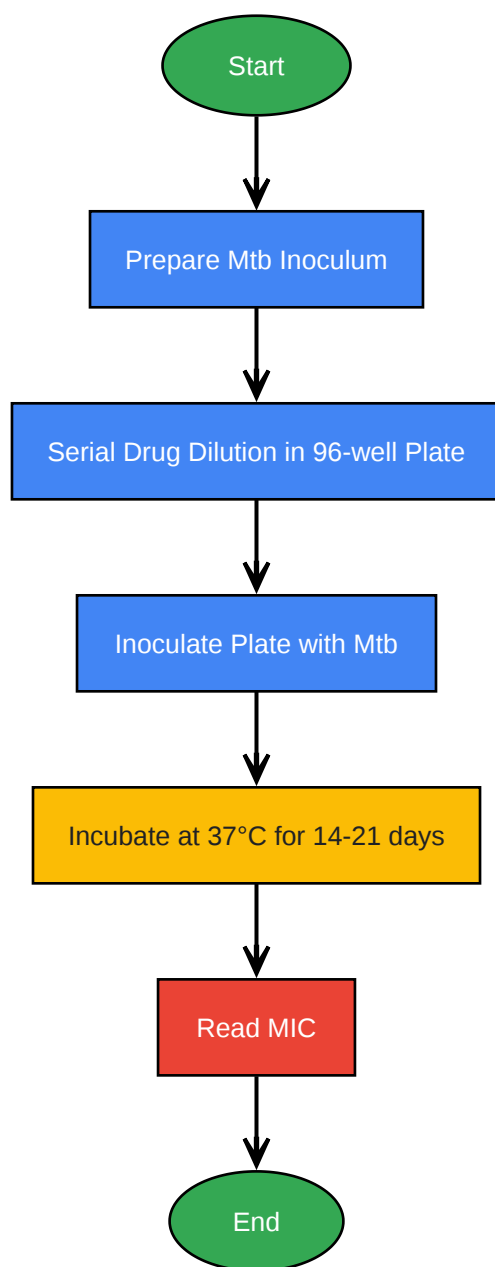 Start
Prepare Mtb Inoculum
Serial Drug Dilution in 96-well Plate
Inoculate Plate with Mtb
Incubate at 37°C for 14-21 days
Read MIC
End